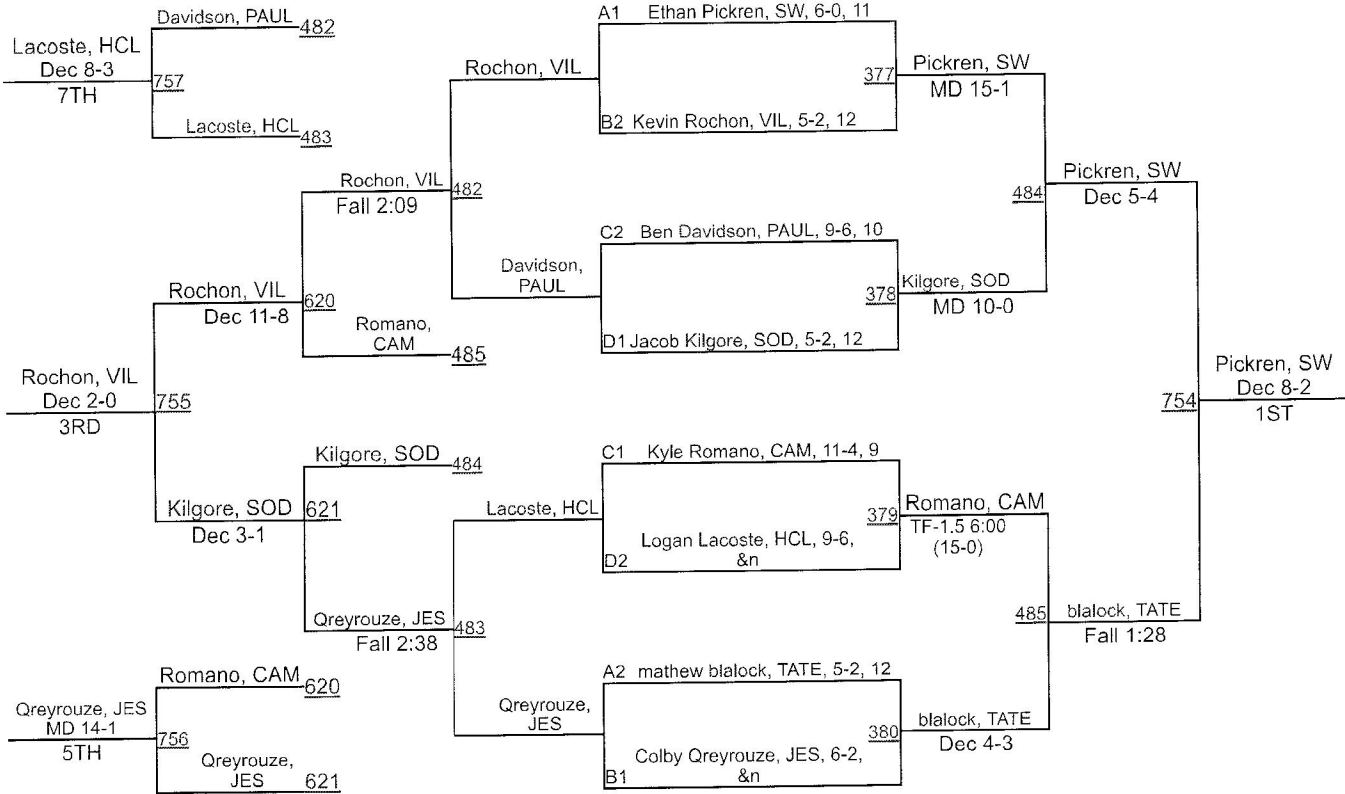 Davidson, PAUL
482
Lacoste, HCL
Dec 8-3
757
7TH
Lacoste, HCL
483
Rochon, VIL
Fall 2:09
482
Rochon, VIL
Davidson,
PAUL
Rochon, VIL
Dec 11-8
620
Romano,
CAM
485
Rochon, VIL
Dec 2-0
755
3RD
Kilgore, SOD
484
Kilgore, SOD
621
Dec 3-1
Qreyrouze, JES
483
Fall 2:38
Lacoste, HCL
Qreyrouze,
JES
Romano, CAM
620
Qreyrouze, JES
MD 14-1
756
5TH
Qreyrouze,
JES
621
A1 Ethan Pickren, SW, 6-0, 11
377
B2 Kevin Rochon, VIL, 5-2, 12
Pickren, SW
MD 15-1
C2 Ben Davidson, PAUL, 9-6, 10
378
D1 Jacob Kilgore, SOD, 5-2, 12
Kilgore, SOD
MD 10-0
484
Pickren, SW
Dec 5-4
C1 Kyle Romano, CAM, 11-4, 9
379
Logan Lacoste, HCL, 9-6,
D2 &n
Romano, CAM
TF-1.5 6:00
(15-0)
A2 mathew blalock, TATE, 5-2, 12
380
Colby Qreyrouze, JES, 6-2,
B1 &n
blalock, TATE
Dec 4-3
485
blalock, TATE
Fall 1:28
754
Pickren, SW
Dec 8-2
1ST